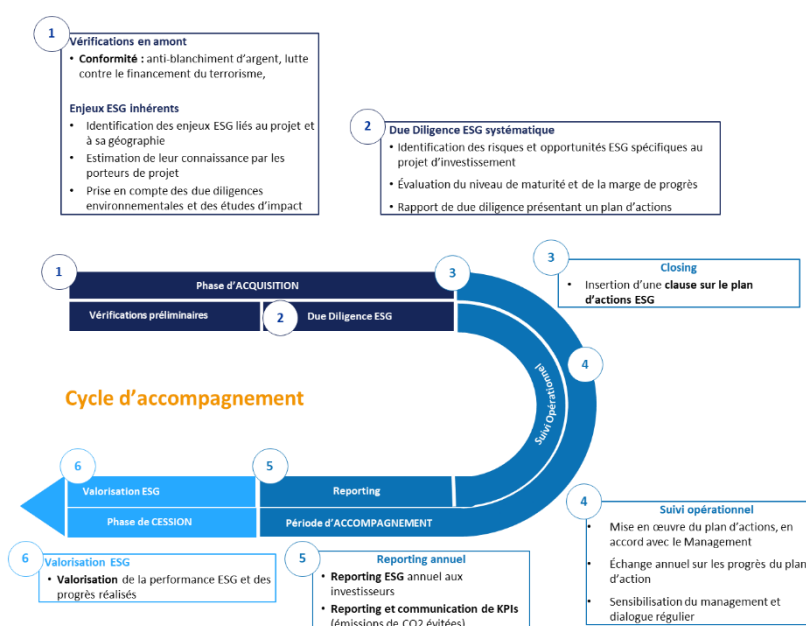 1
Vérifications en amont
• Conformité : anti-blanchiment d'argent, lutte
contre le financement du terrorisme,
Enjeux ESG inhérents
• Identification des enjeux ESG liés au projet et
à sa géographie
• Estimation de leur connaissance par les
porteurs de projet
• Prise en compte des due diligences
environnementales et des études d'impact
2
Due Diligence ESG systématique
• Identification des risques et opportunités ESG spécifiques au
projet d'investissement
• Évaluation du niveau de maturité et de la marge de progrès
• Rapport de due diligence présentant un plan d'actions
3
Closing
• Insertion d'une clause sur le plan
d'actions ESG
1
Phase d'ACQUISITION
3
Vérifications préliminaires
2
Due Diligence ESG
4
Suivi Opérationnel
Cycle d'accompagnement
6
Valorisation ESG
5
Reporting
Phase de CESSION
Période d'ACCOMPAGNEMENT
4
Suivi opérationnel
• Mise en œuvre du plan d'actions, en
accord avec le Management
• Échange annuel sur les progrès du plan
d'action
• Sensibilisation du management et
dialogue régulier
6
Valorisation ESG
• Valorisation de la performance ESG et des
progrès réalisés
5
Reporting annuel
• Reporting ESG annuel aux
investisseurs
• Reporting et communication de KPIs
(émissions de CO2 évitées)